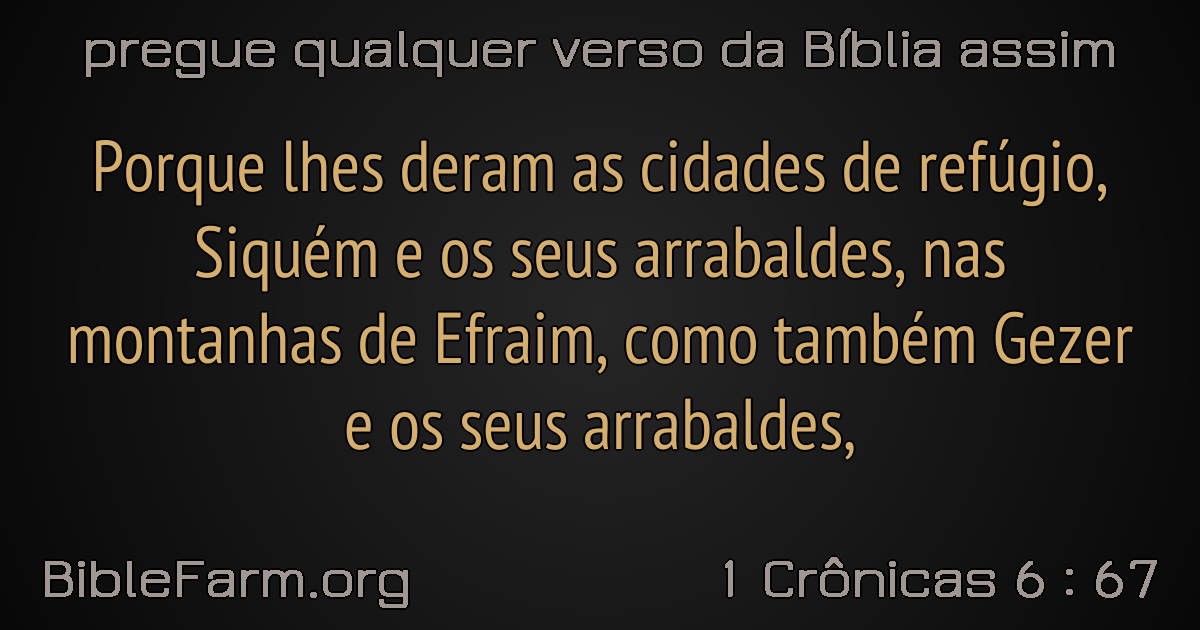 pregue qualquer verso da Bíblia assim
Porque lhes deram as cidades de refúgio,
Siquém e os seus arrabaldes, nas
montanhas de Efraim, como também Gezer
e os seus arrabaldes,
BibleFarm.org
1 Crônicas 6 : 67